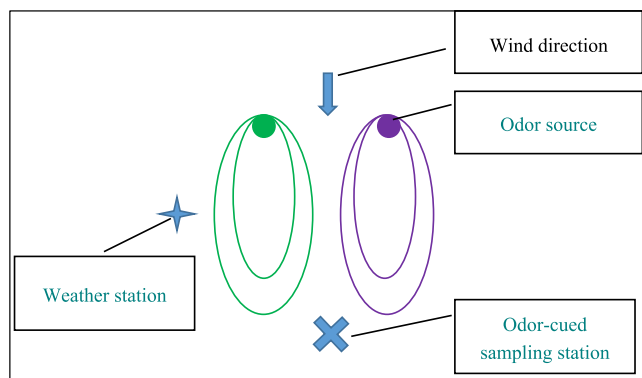 Wind direction
Odor source
Weather station
Odor-cued
sampling station